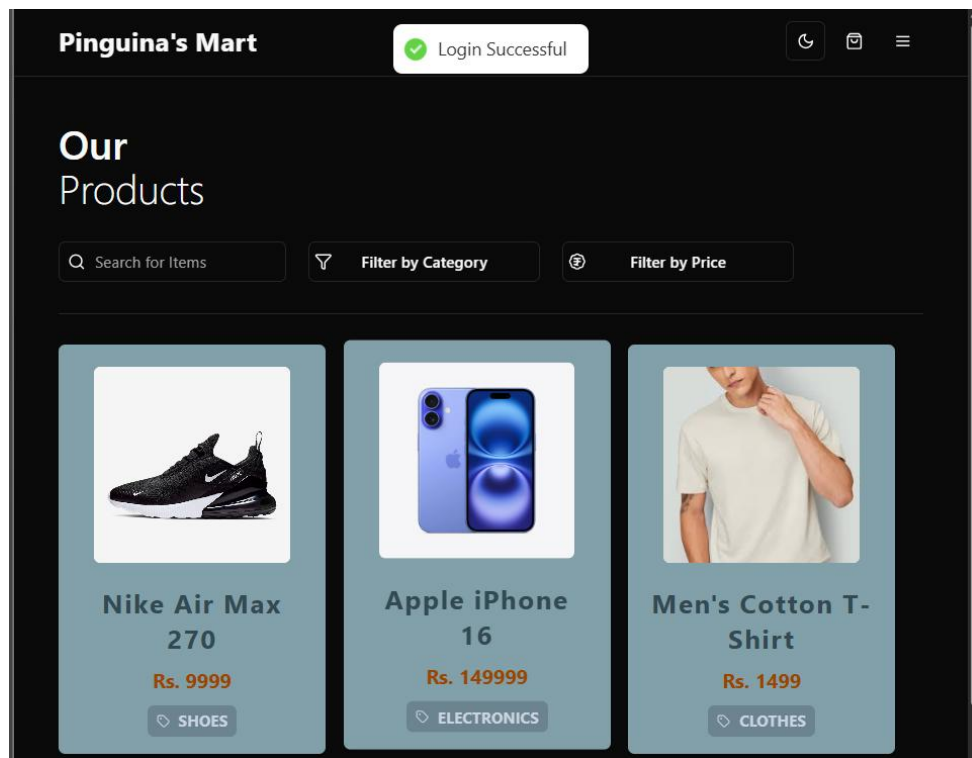 Pinguina's Mart
Login Successful
Our
Products
Search for Items
Filter by Category
Filter by Price
Nike Air Max
270
Rs. 9999
SHOES
Apple iPhone
16
Rs. 149999
ELECTRONICS
Men's Cotton T-
Shirt
Rs. 1499
CLOTHES